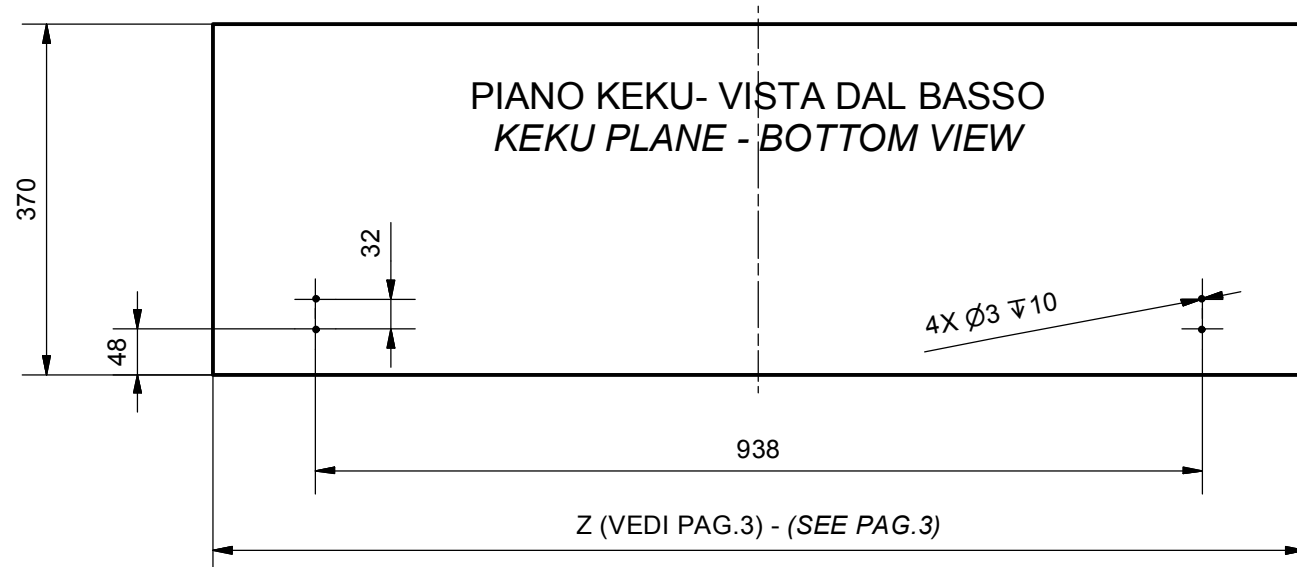 PIANO KEKU- VISTA DAL BASSO
KEKU PLANE - BOTTOM VIEW
370
32
4X Ø3 ↧10
48
938
Z (VEDI PAG.3) - (SEE PAG.3)